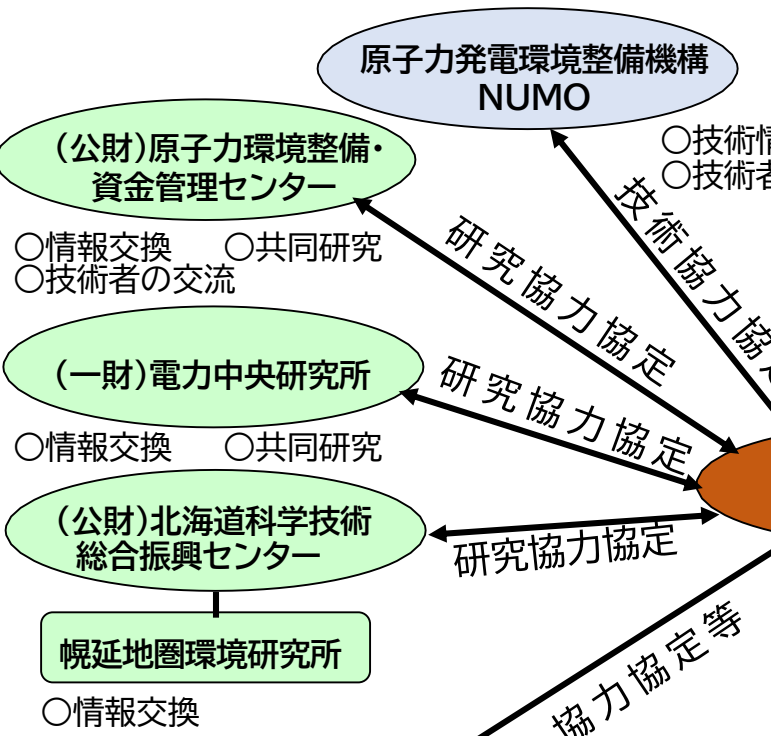 原子力発電環境整備機構
NUMO
(公財)原子力環境整備・
資金管理センター
○技術
○技術者
○情報交換　○共同研究
○技術者の交流
研究協力協定
技術協力協定
(一財)電力中央研究所
研究協力協定
○情報交換　○共同研究
(公財)北海道科学技術
総合振興センター
研究協力協定
幌延地圏環境研究所
○情報交換
協力協定等